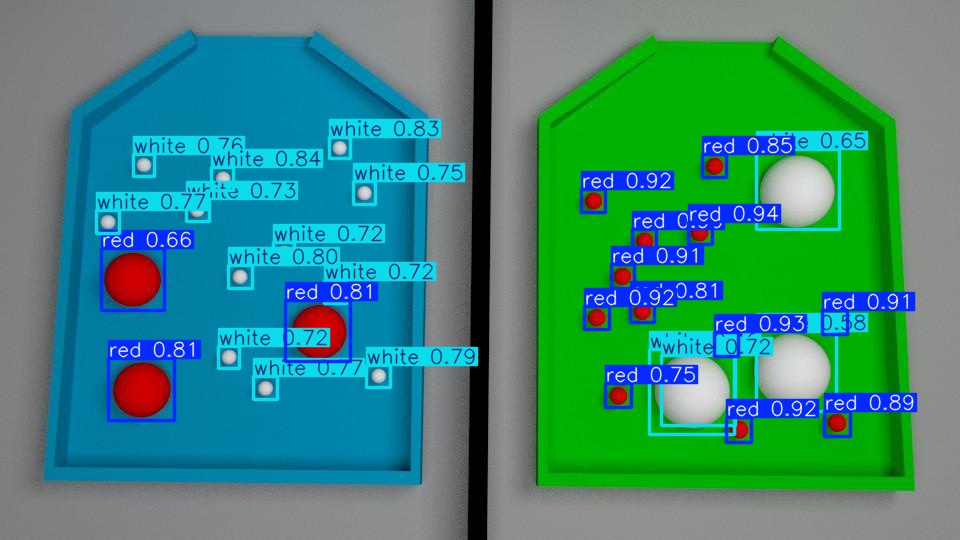 white 0.83
white 0.76
white 0.84
white 0.75
white 0.73
white 0.77
white 0.72
red 0.66
white 0.80
white 0.72
red 0.81
white 0.72
red 0.81
white 0.77
white 0.79
white 0.65
red 0.85
red 0.92
red 0.94
red
red 0.91
0.81
red 0.92
red 0.91
0.58
red 0.93
white 0.72
red 0.75
red 0.92
red 0.89